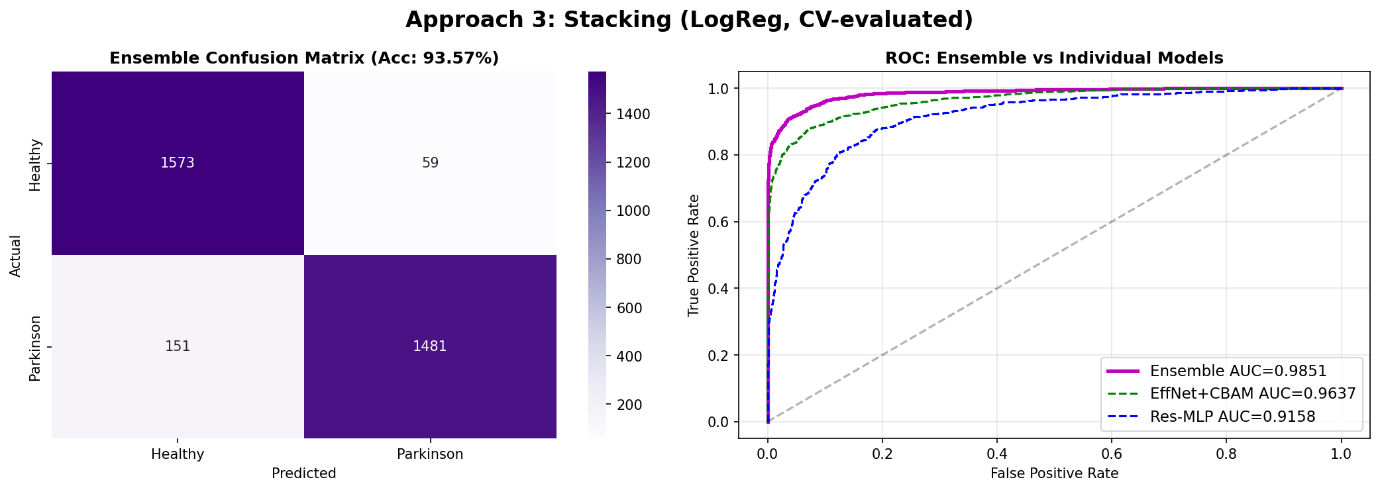 Approach 3: Stacking (LogReg, CV-evaluated)
Ensemble Confusion Matrix (Acc: 93.57%)
Actual
Healthy
Parkinson
1573
59
151
1481
Healthy
Parkinson
Predicted
1400
1200
1000
800
600
400
200
ROC: Ensemble vs Individual Models
True Positive Rate
1.0
0.8
0.6
0.4
0.2
0.0
Ensemble AUC=0.9851
EffNet+CBAM AUC=0.9637
Res-MLP AUC=0.9158
0.0
0.2
0.4
0.6
0.8
1.0
False Positive Rate